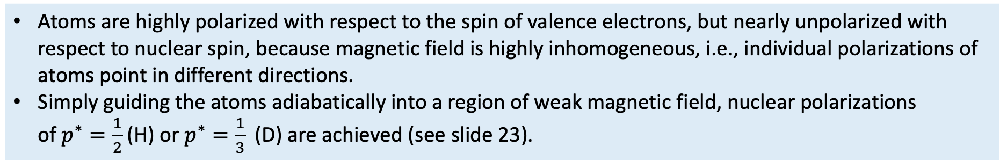 • Atoms are highly polarized with respect to the spin of valence electrons, but nearly unpolarized with
respect to nuclear spin, because magnetic field is highly inhomogeneous, i.e., individual polarizations of
atoms point in different directions.
• Simply guiding the atoms adiabatically into a region of weak magnetic field, nuclear polarizations
of p* = 1/2 (H) or p* = 1/3 (D) are achieved (see slide 23).